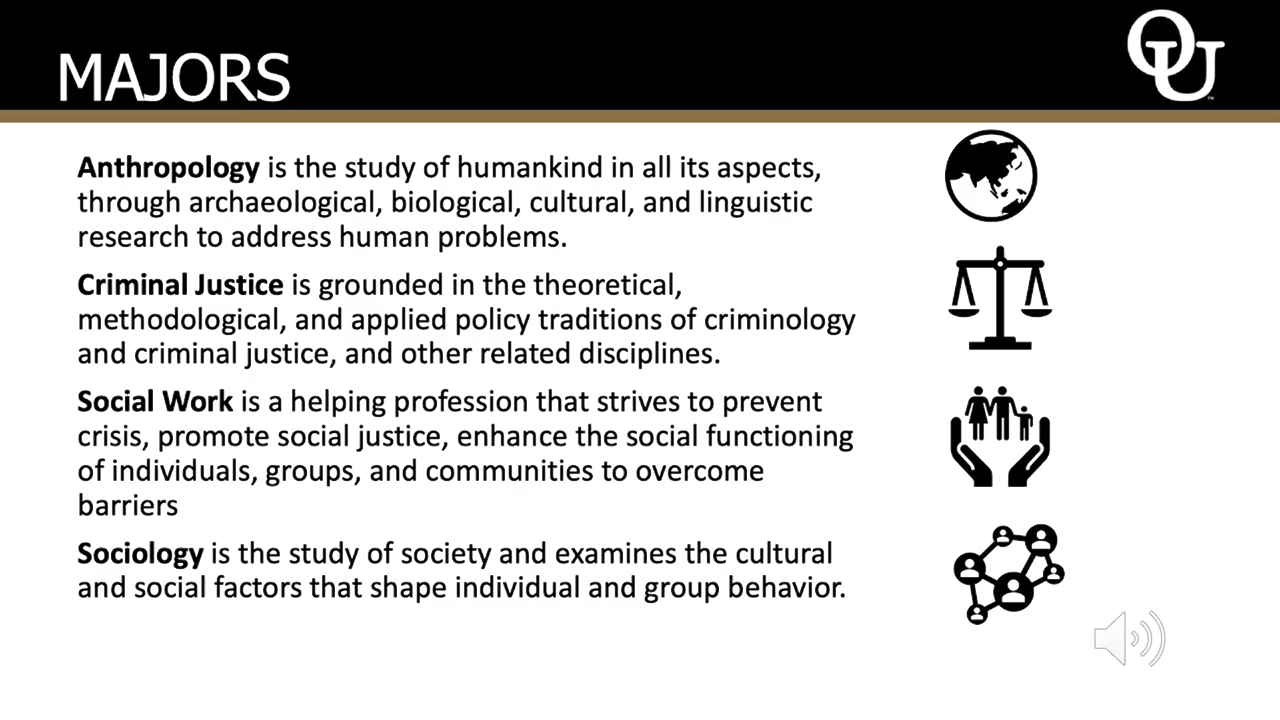 MAJORS
OU
Anthropology is the study of humankind in all its aspects,
through archaeological, biological, cultural, and linguistic
research to address human problems.
Criminal Justice is grounded in the theoretical,
methodological, and applied policy traditions of criminology
and criminal justice, and other related disciplines.
Social Work is a helping profession that strives to prevent
crisis, promote social justice, enhance the social functioning
of individuals, groups, and communities to overcome
barriers
Sociology is the study of society and examines the cultural
and social factors that shape individual and group behavior.